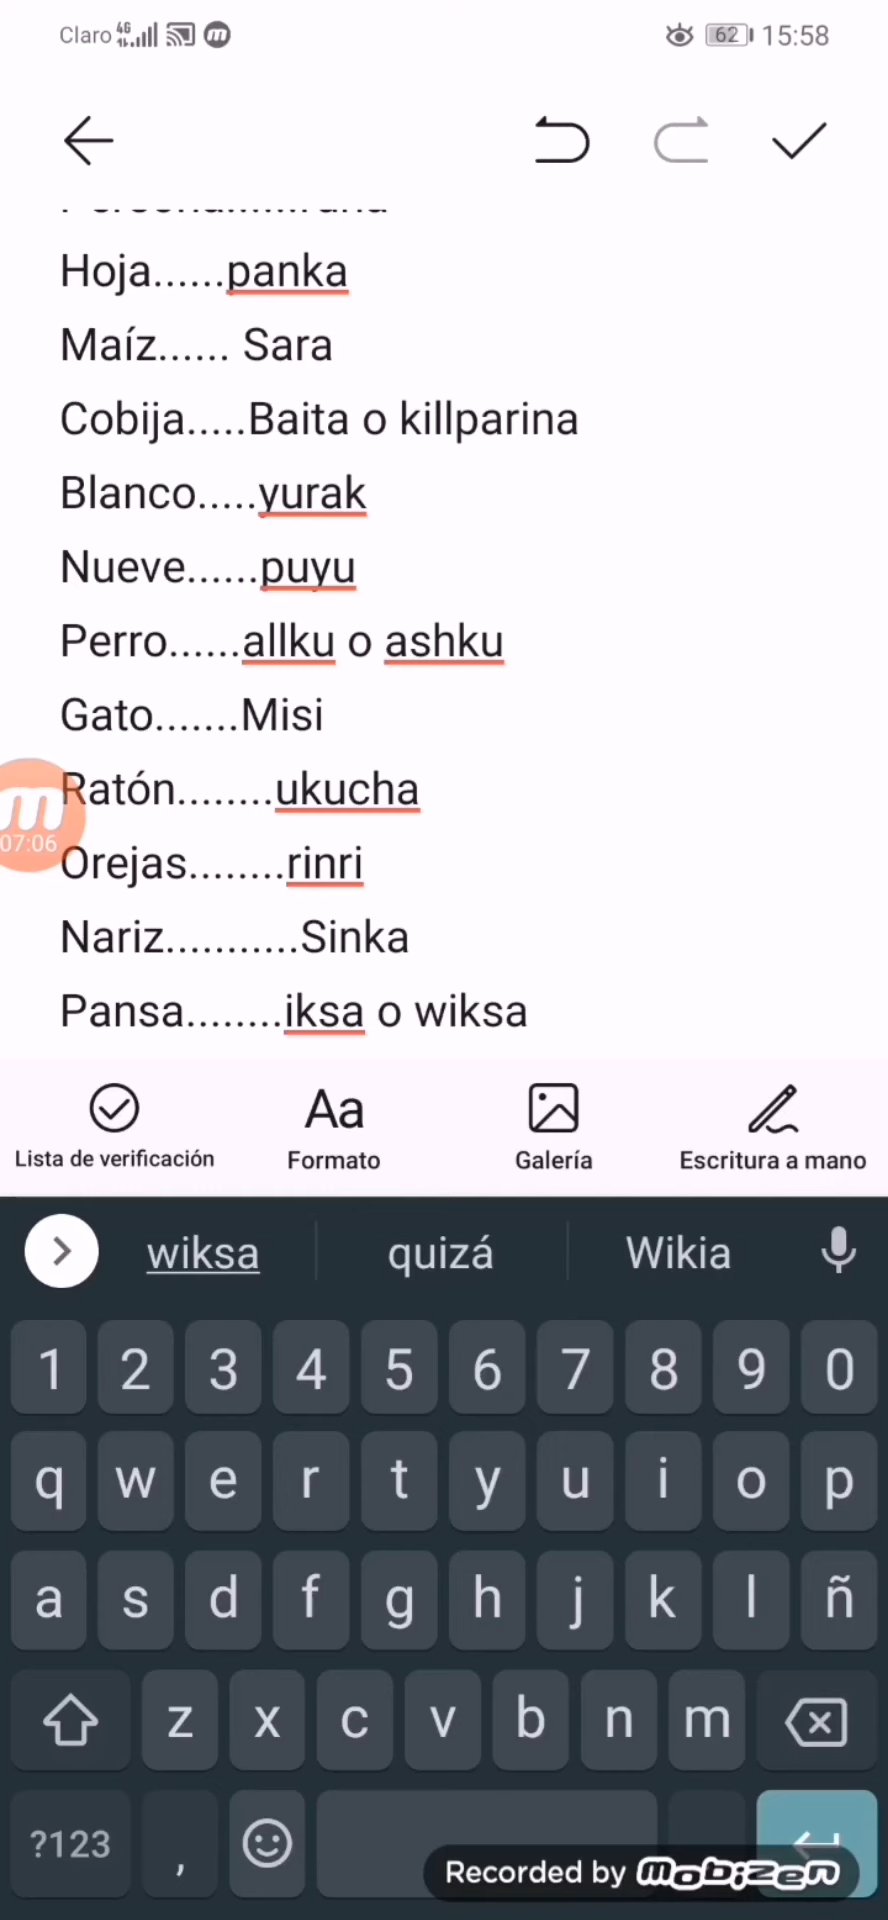 Claro 4G 62 15:58
Hoja......panka
Maíz...... Sara
Cobija.....Baita o killparina
Blanco.....yurak
Nueve......puyu
Perro......allku o ashku
Gato.......Misi
Ratón........ukucha
07:06
Orejas........rinri
Nariz...........Sinka
Pansa........iksa o wiksa
Lista de verificación Formato Galería Escritura a mano
Aa
wiksa quizá Wikia
1 2 3 4 5 6 7 8 9 0
q w e r t y u i o p
a s d f g h j k l ñ
z x c v b n m
?123 ,
Recorded by mobizen